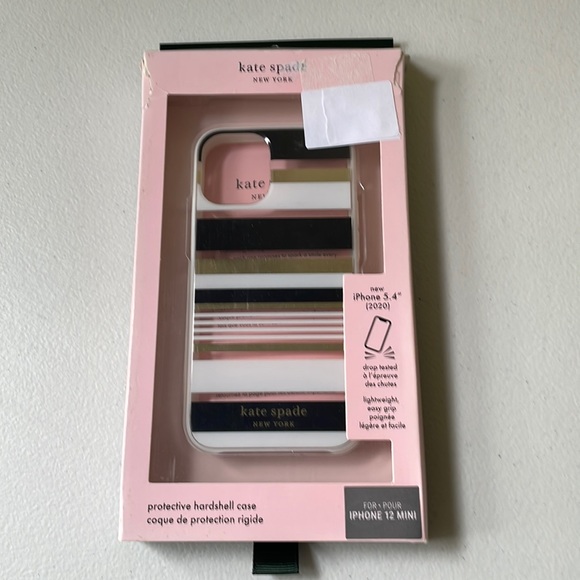 kate spade
NEW YORK
kate
NE
new
iPhone 5.4"
(2020)
drop tested
à l'épreuve
des chutes
lightweight,
easy grip
poignée
légère et facile
kate spade
NEW YORK
protective hardshell case
coque de protection rigide
FOR • POUR
IPHONE 12 MINI